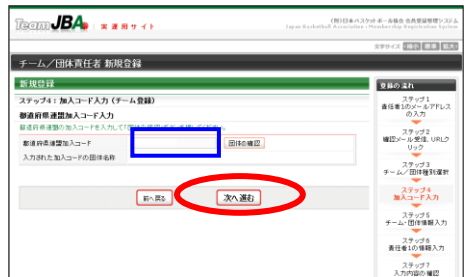 Team JBA 実運用サイト
(財)日本バスケットボール協会 会員登録管理システム
Japan Basketball Association : Membership Registration System
文字サイズ 縮小 標準 拡大
チーム／団体責任者 新規登録
新規登録
ステップ4：加入コード入力（チーム登録）
都道府県連盟加入コード入力
都道府県連盟加入コード
団体の確認
入力された加入コードの団体名称
前へ戻る
次へ進む
登録の流れ
ステップ1
責任者1のメールアドレス
の入力
ステップ2
確認メール受信、URLク
リック
ステップ3
チーム／団体種別選択
ステップ4
加入コード入力
ステップ5
チーム・団体情報入力
ステップ6
責任者1の情報入力
ステップ7
入力内容の確認